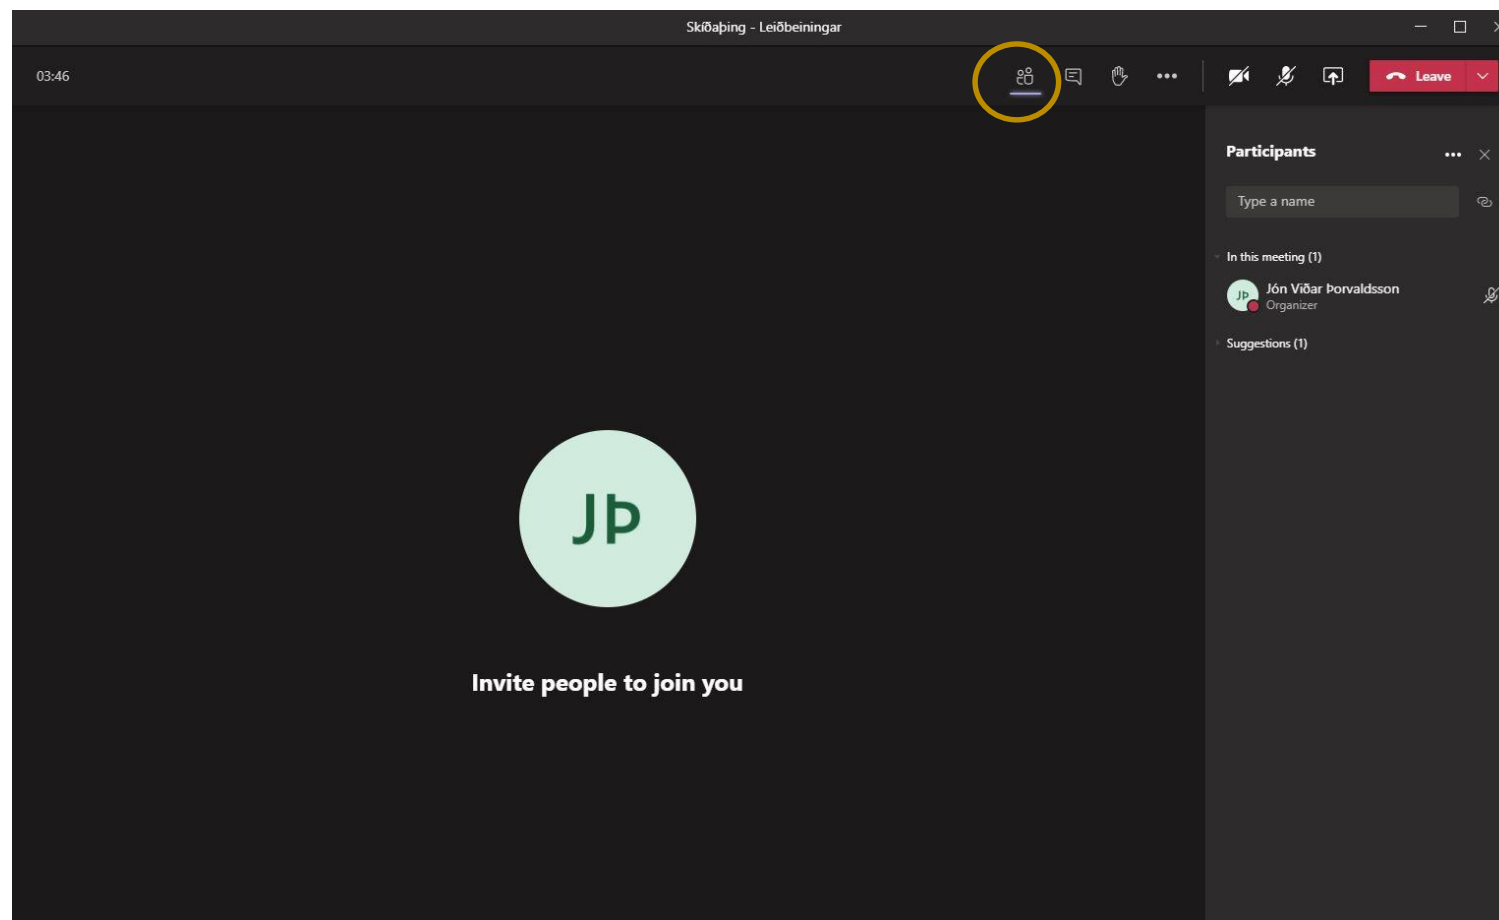 Skíðaþing - Leiðbeiningar
03:46
Leave
Participants
Type a name
In this meeting (1)
JÞ
Jón Viðar Þorvaldsson
Organizer
Suggestions (1)
JÞ
Invite people to join you